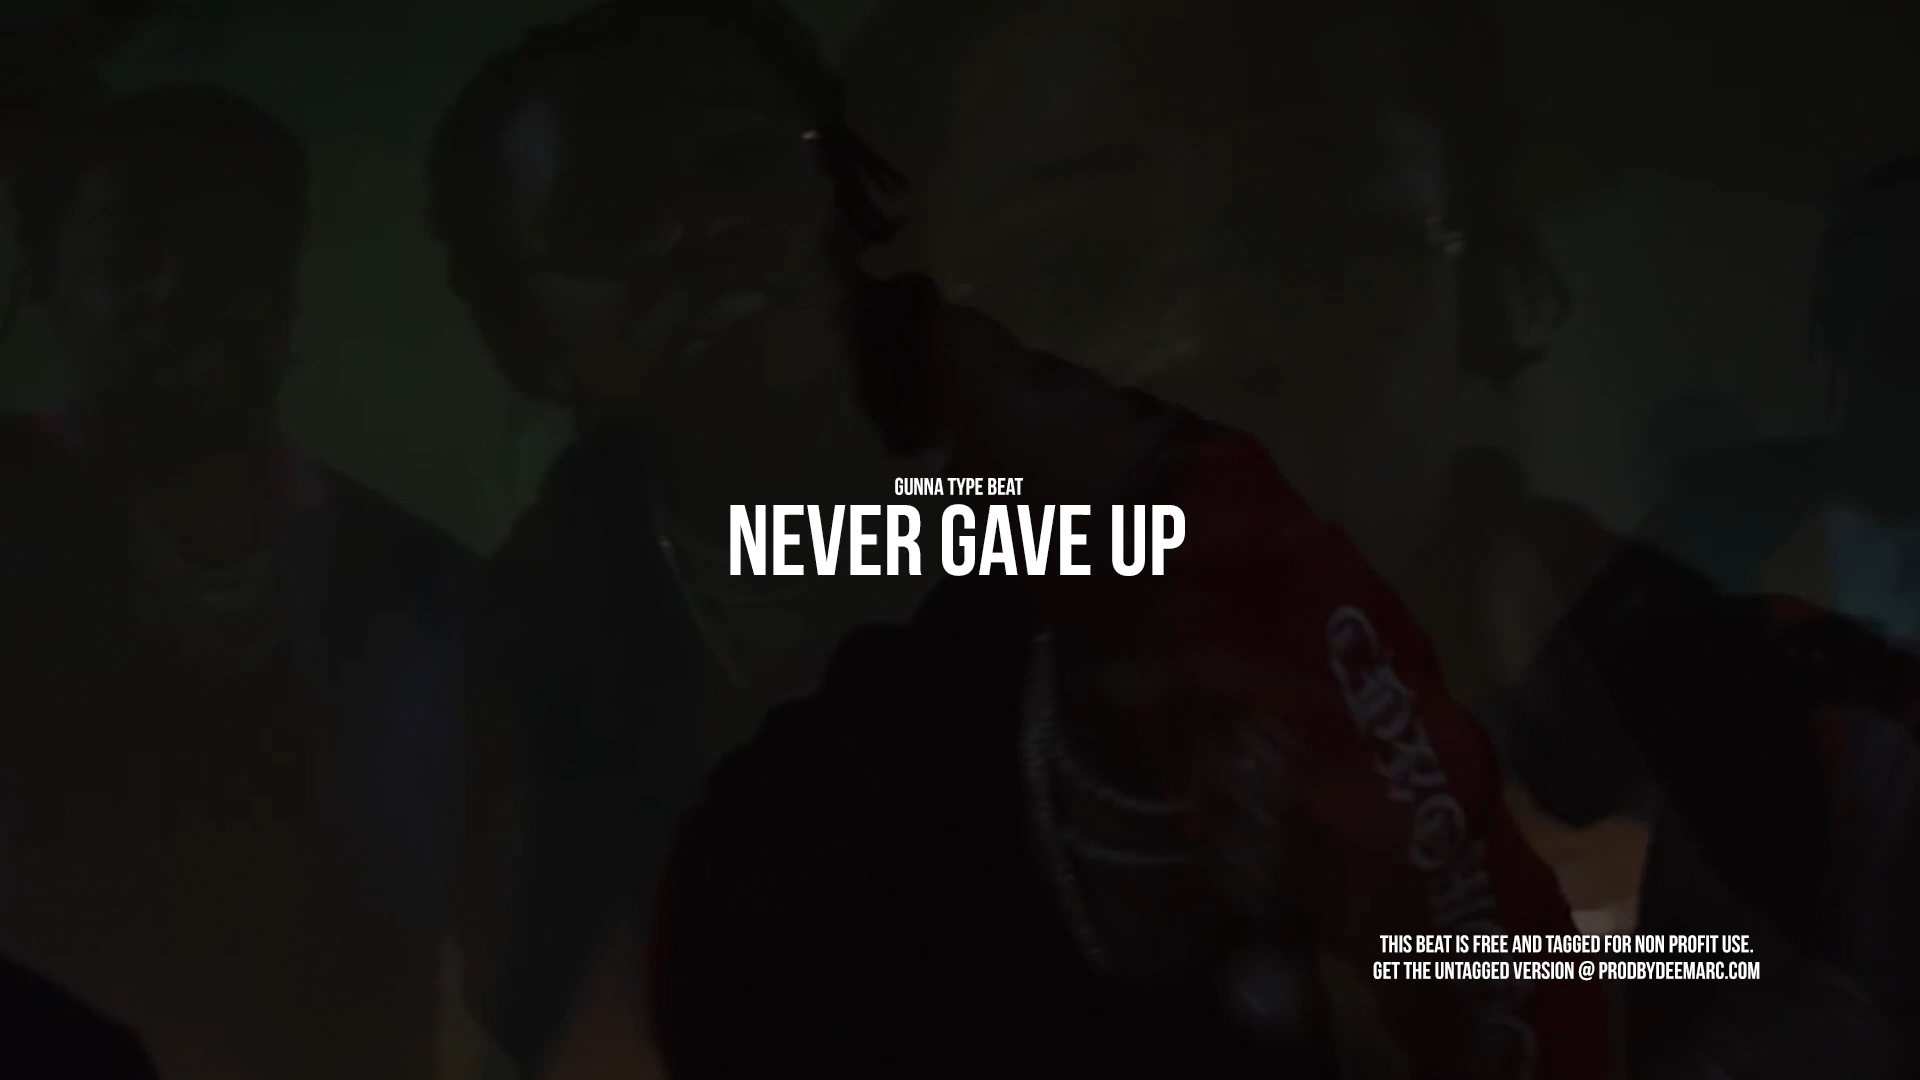 GUNNA TYPE BEAT
NEVER GAVE UP
THIS BEAT IS FREE AND TAGGED FOR NON PROFIT USE.
GET THE UNTAGGED VERSION @ PRODBYDEEMARC.COM